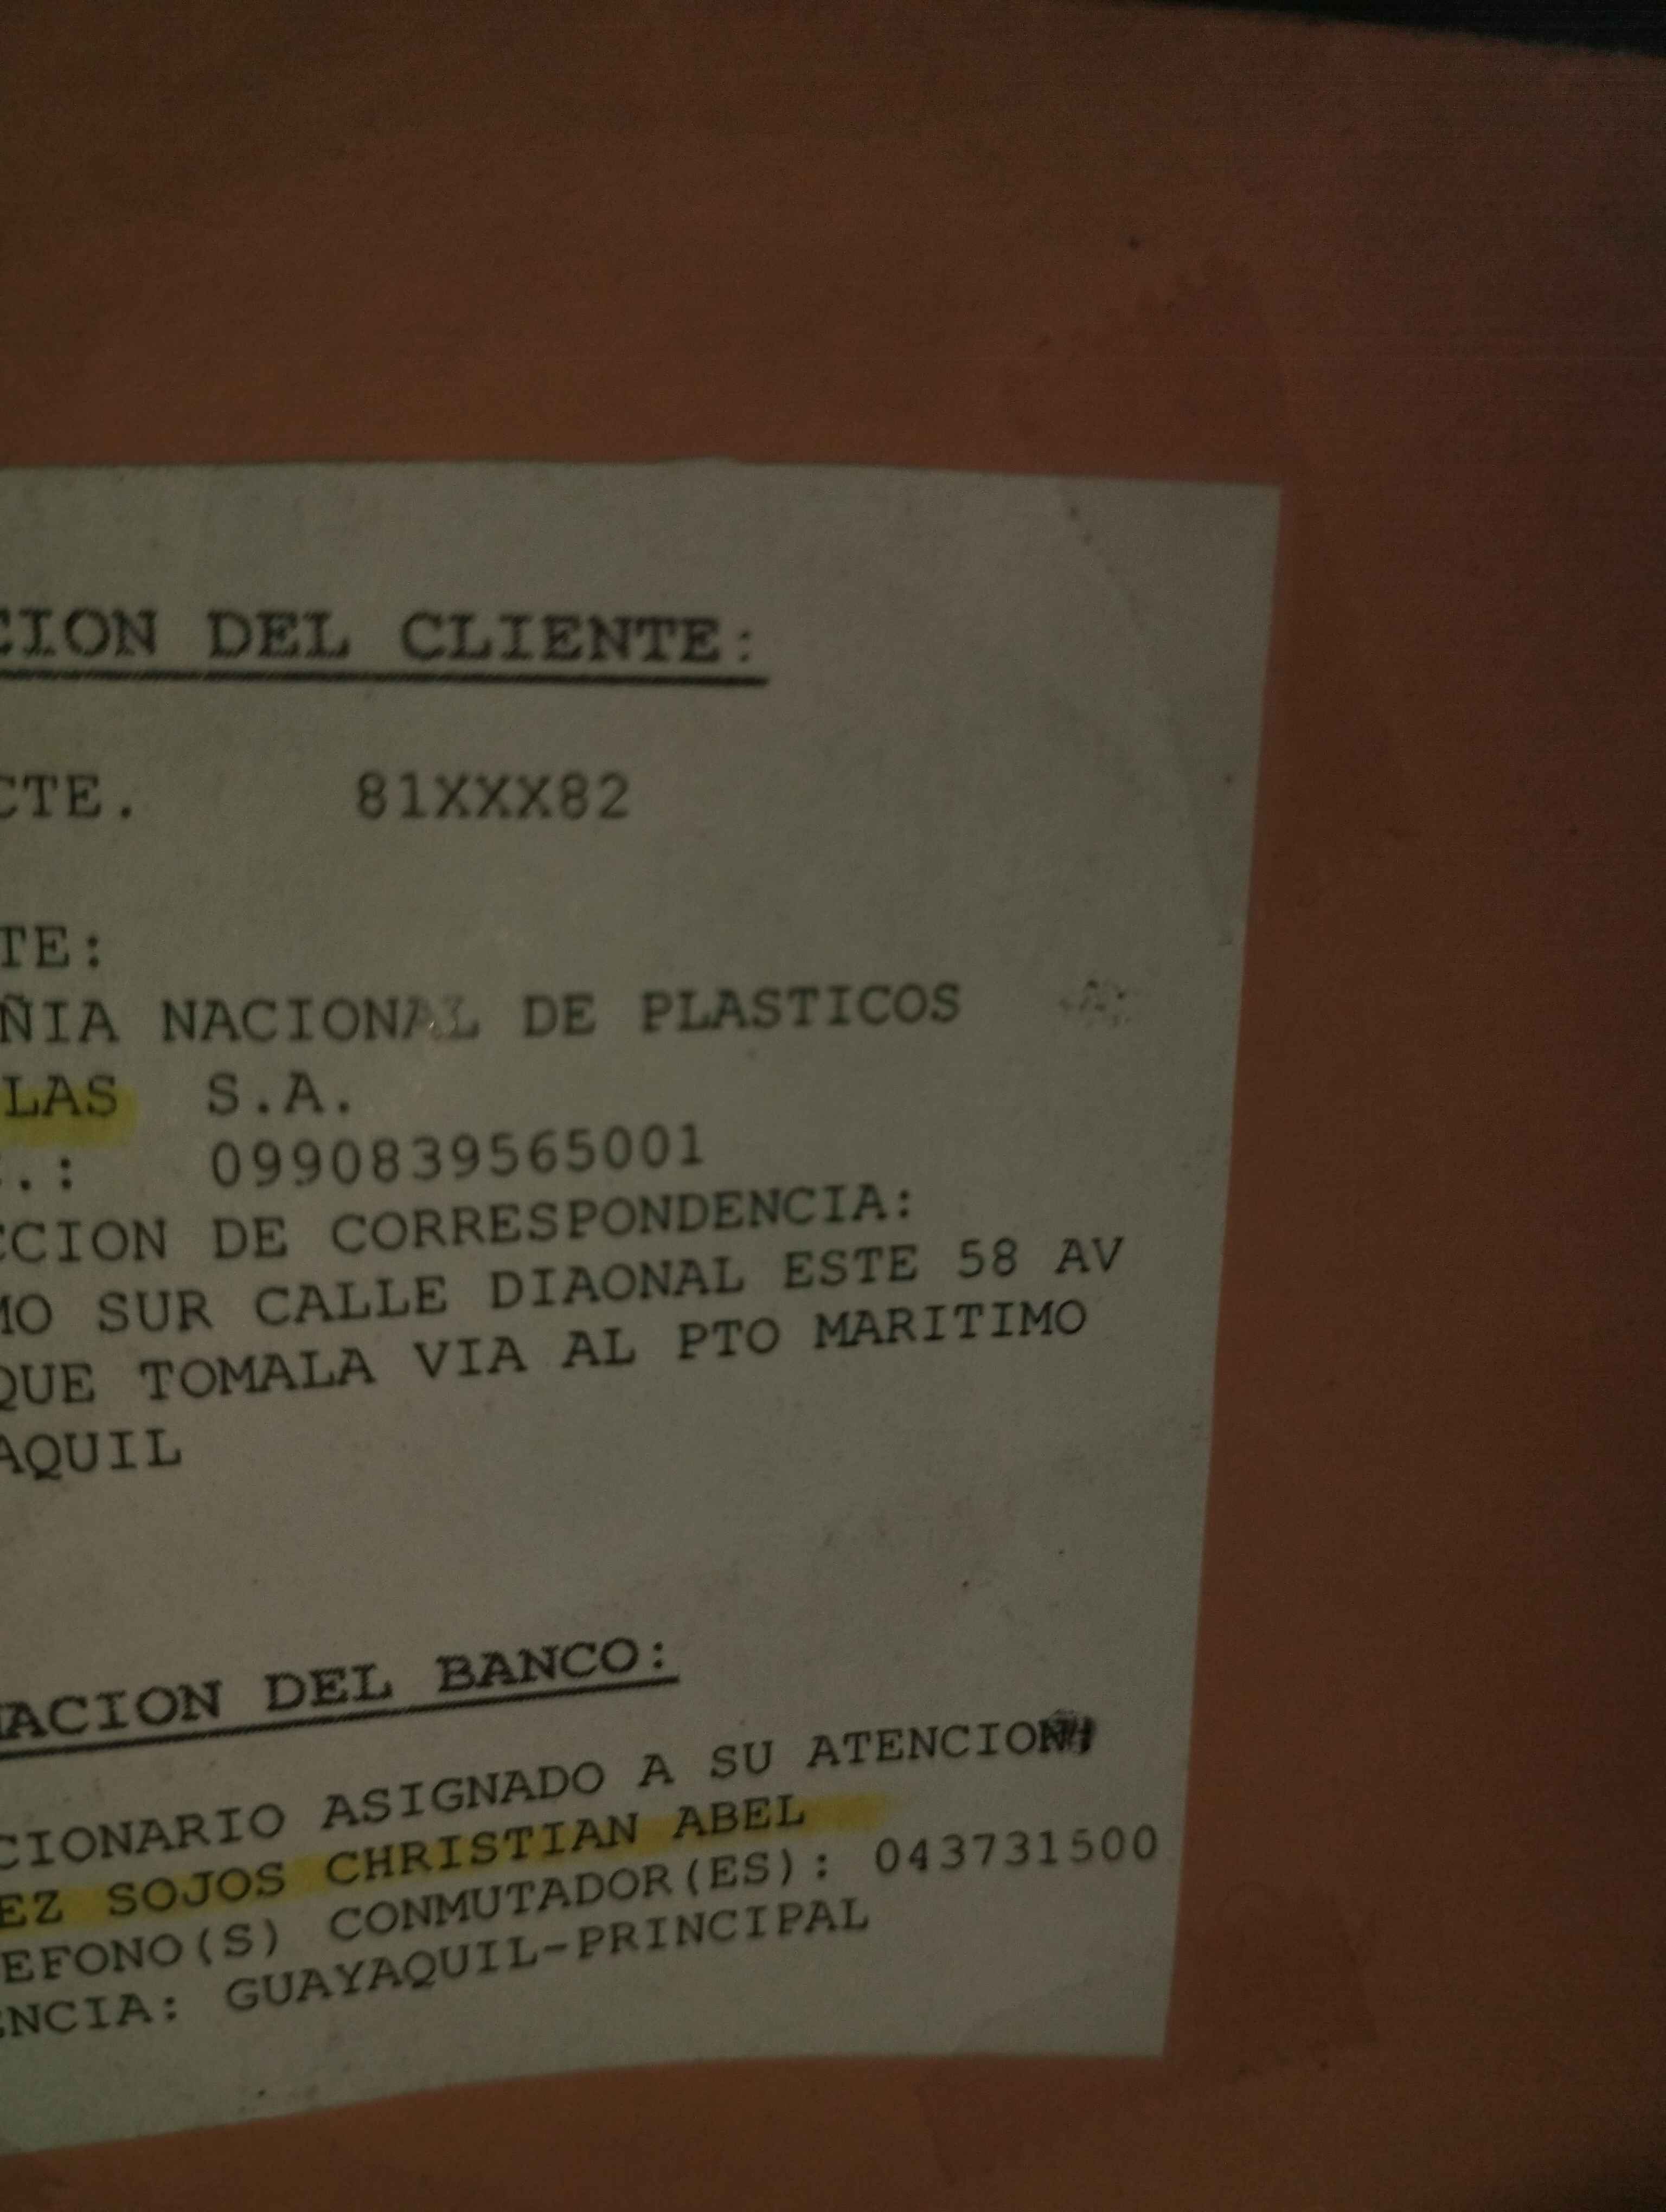 CION DEL CLIENTE:
CTE. 81XXX82
TE:
ÑIA NACIONAL DE PLASTICOS
LAS S.A.
.: 0990839565001
CCION DE CORRESPONDENCIA:
MO SUR CALLE DIAONAL ESTE 58 AV
QUE TOMALA VIA AL PTO MARITIMO
AQUIL
ACION DEL BANCO:
CIONARIO ASIGNADO A SU ATENCION:
EZ SOJOS CHRISTIAN ABEL
EFONO(S) CONMUTADOR(ES): 043731500
ENCIA: GUAYAQUIL-PRINCIPAL